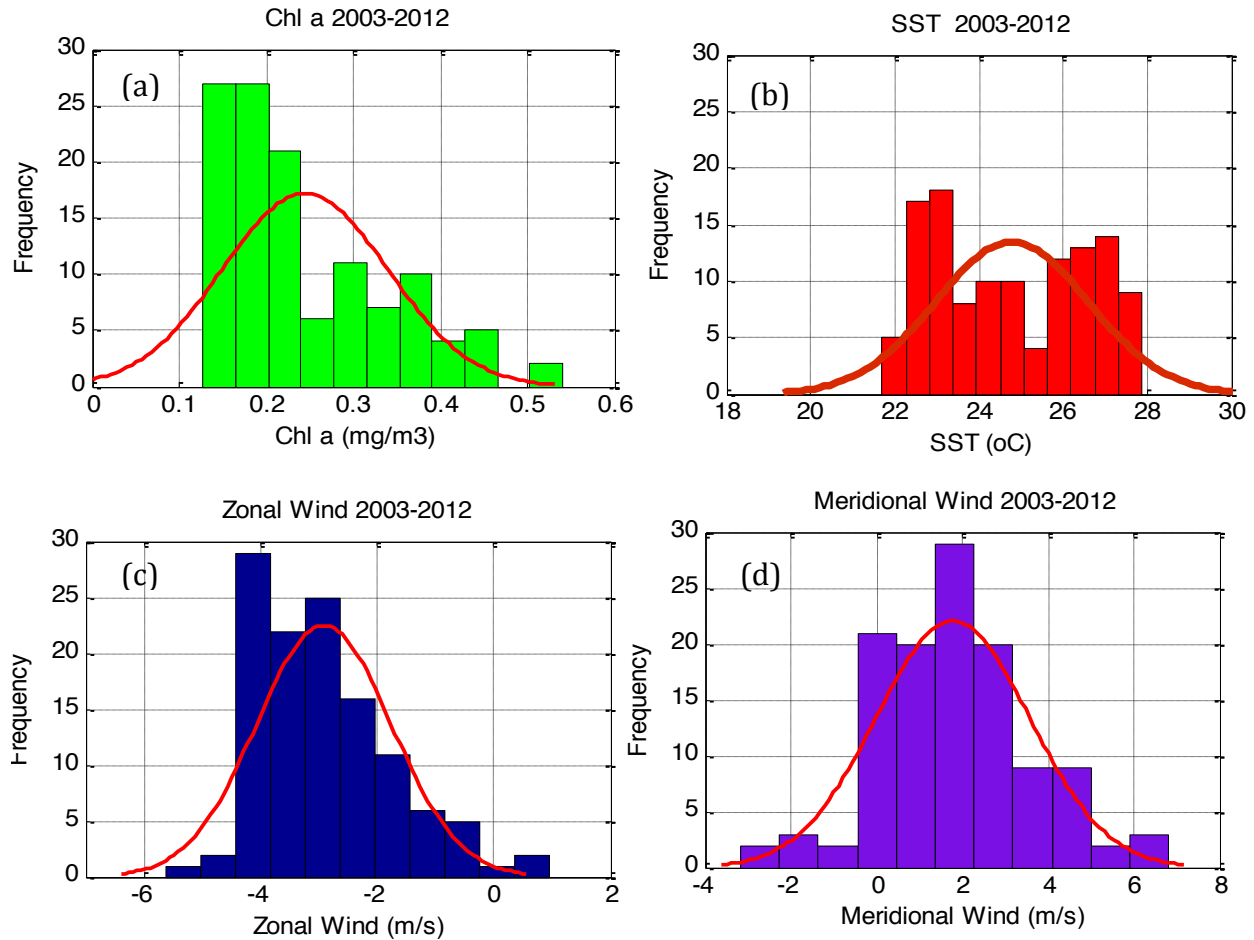 Chl a 2003-2012
(a)
Frequency
30
25
20
15
10
5
0
0 0.1 0.2 0.3 0.4 0.5 0.6
Chl a (mg/m3)
SST 2003-2012
(b)
Frequency
30
25
20
15
10
5
0
18 20 22 24 26 28 30
SST (oC)
Zonal Wind 2003-2012
(c)
Frequency
30
25
20
15
10
5
0
-6 -4 -2 0 2
Zonal Wind (m/s)
Meridional Wind 2003-2012
(d)
Frequency
30
25
20
15
10
5
0
-4 -2 0 2 4 6 8
Meridional Wind (m/s)